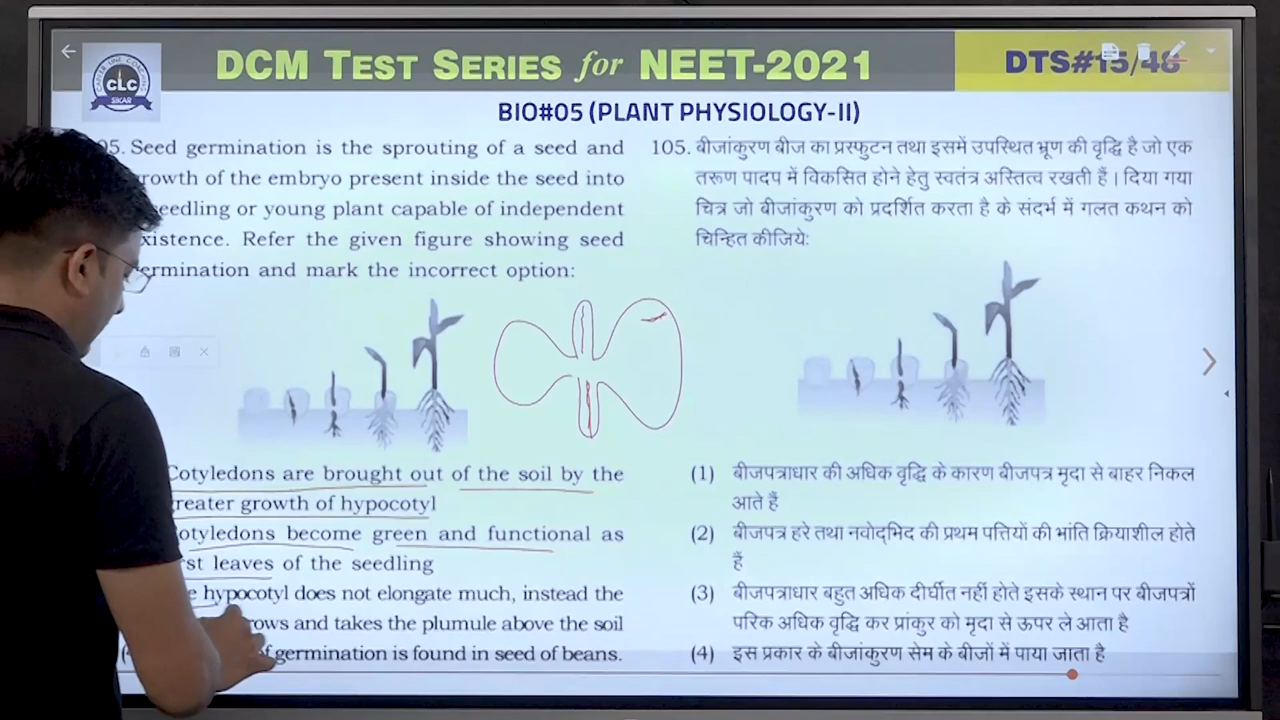 CLC
SIKAR
DCM TEST SERIES for NEET-2021
DTS#15/48
BIO#05 (PLANT PHYSIOLOGY-II)
05. Seed germination is the sprouting of a seed and
rowth of the embryo present inside the seed into
eedling or young plant capable of independent
xistence. Refer the given figure showing seed
ermination and mark the incorrect option:
Cotyledons are brought out of the soil by the
reater growth of hypocotyl
otyledons become green and functional as
rst leaves of the seedling
e hypocotyl does not elongate much, instead the
rows and takes the plumule above the soil
f germination is found in seed of beans.
105. बीजांकुरण बीज का प्रस्फुटन तथा इसमें उपस्थित भ्रूण की वृद्धि है जो एक
तरूण पादप में विकसित होने हेतु स्वतंत्र अस्तित्व रखती हैं। दिया गया
चित्र जो बीजांकुरण को प्रदर्शित करता है के संदर्भ में गलत कथन को
चिन्हित कीजिये:
(1) बीजपत्राधार की अधिक वृद्धि के कारण बीजपत्र मृदा से बाहर निकल
आते हैं
(2) बीजपत्र हरे तथा नवोद्भिद की प्रथम पत्तियों की भांति क्रियाशील होते
हैं
(3) बीजपत्राधार बहुत अधिक दीर्घीत नहीं होते इसके स्थान पर बीजपत्रों
परिक अधिक वृद्धि कर प्रांकुर को मृदा से ऊपर ले आता है
(4) इस प्रकार के बीजांकुरण सेम के बीजों में पाया जाता है